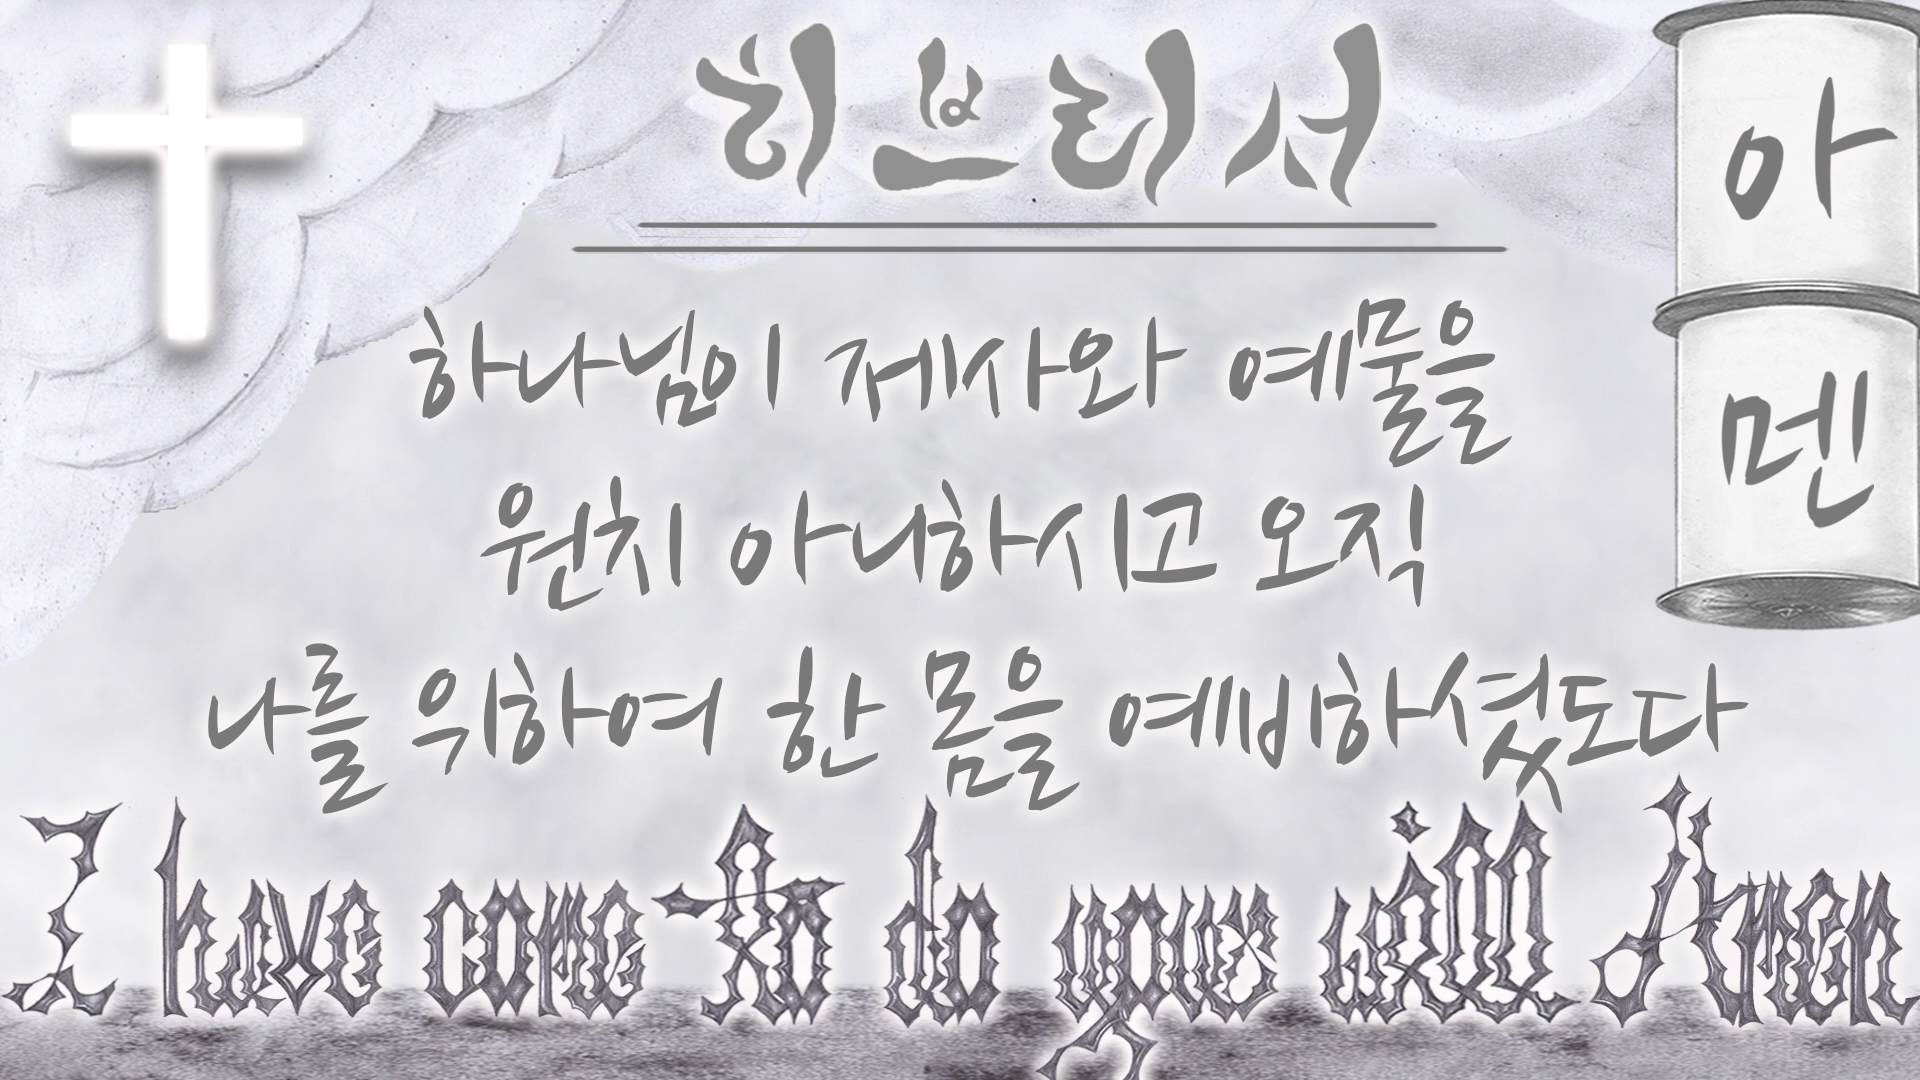 히브리서
아
멘
하나님이 제사와 예물을
원치 아니하시고 오직
나를 위하여 한 몸을 예비하셨도다
I have come to do your will Amen